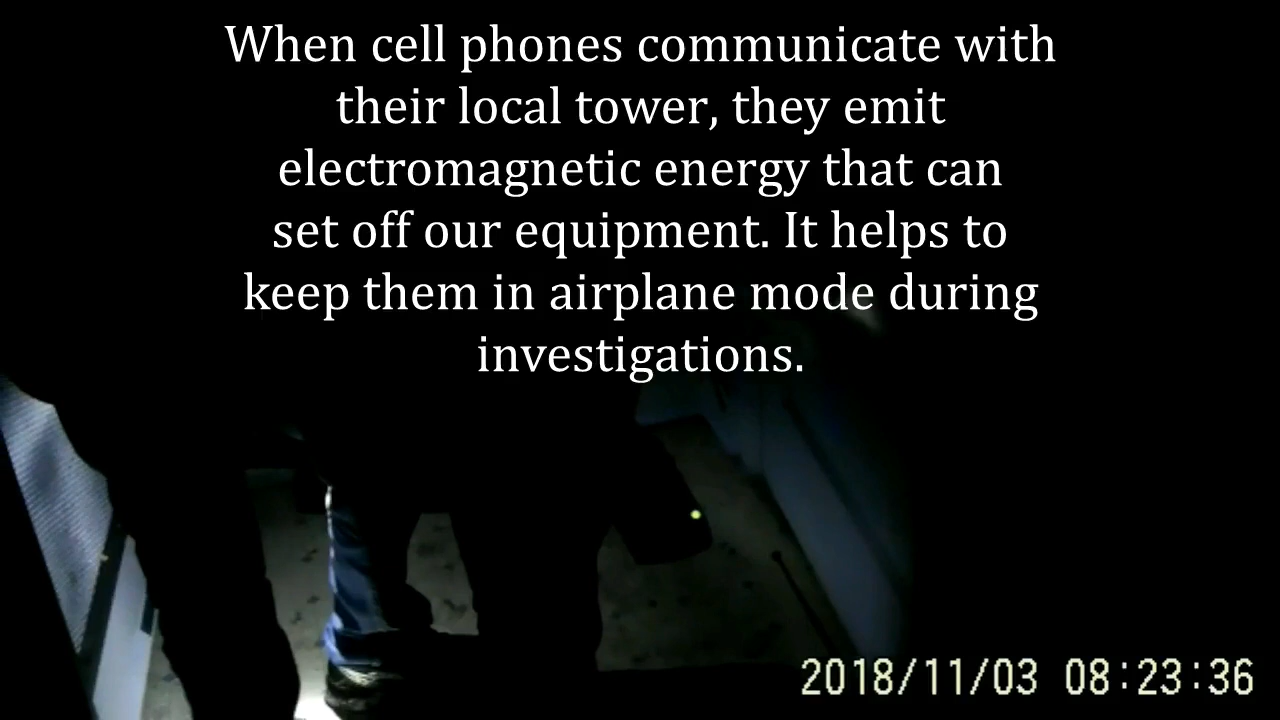 When cell phones communicate with
their local tower, they emit
electromagnetic energy that can
set off our equipment. It helps to
keep them in airplane mode during
investigations.
2018/11/03 08:23:36